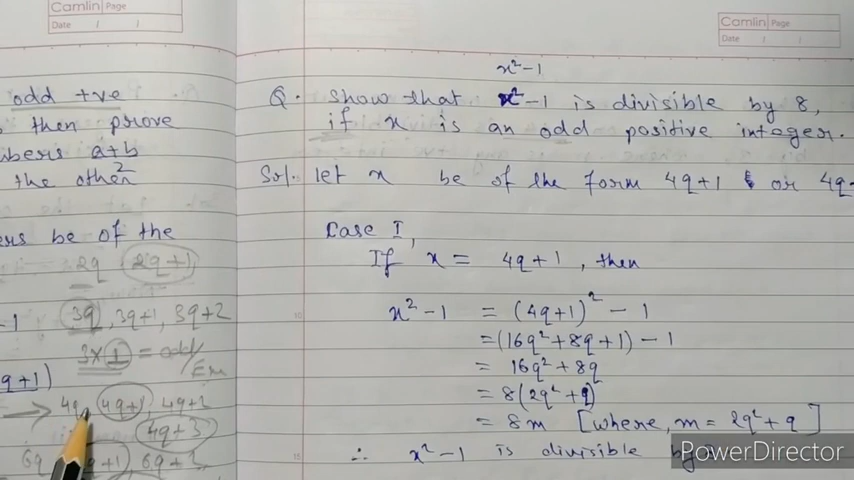 Camlin Page
Date / /
odd +ve
then prove
a+b
the other
be of the
2q 2q+1
3q, 3q+1, 3q+2
3×1 = odd/
q+1)
4q 4q+1, 4q+2
4q+3
6q q+1, 6q+2
Camlin Page
Date / /
x²-1
Q. Show that x²-1 is divisible by 8,
if x is an odd positive integer.
Sol. let x be of the form 4q+1 or 4q
Case I,
If x = 4q+1, then
x²-1 = (4q+1)² - 1
= (16q²+8q+1) - 1
= 16q²+8q
= 8(2q²+q)
= 8m [where, m = 2q²+q]
∴ x²-1 is divisible by
PowerDirector